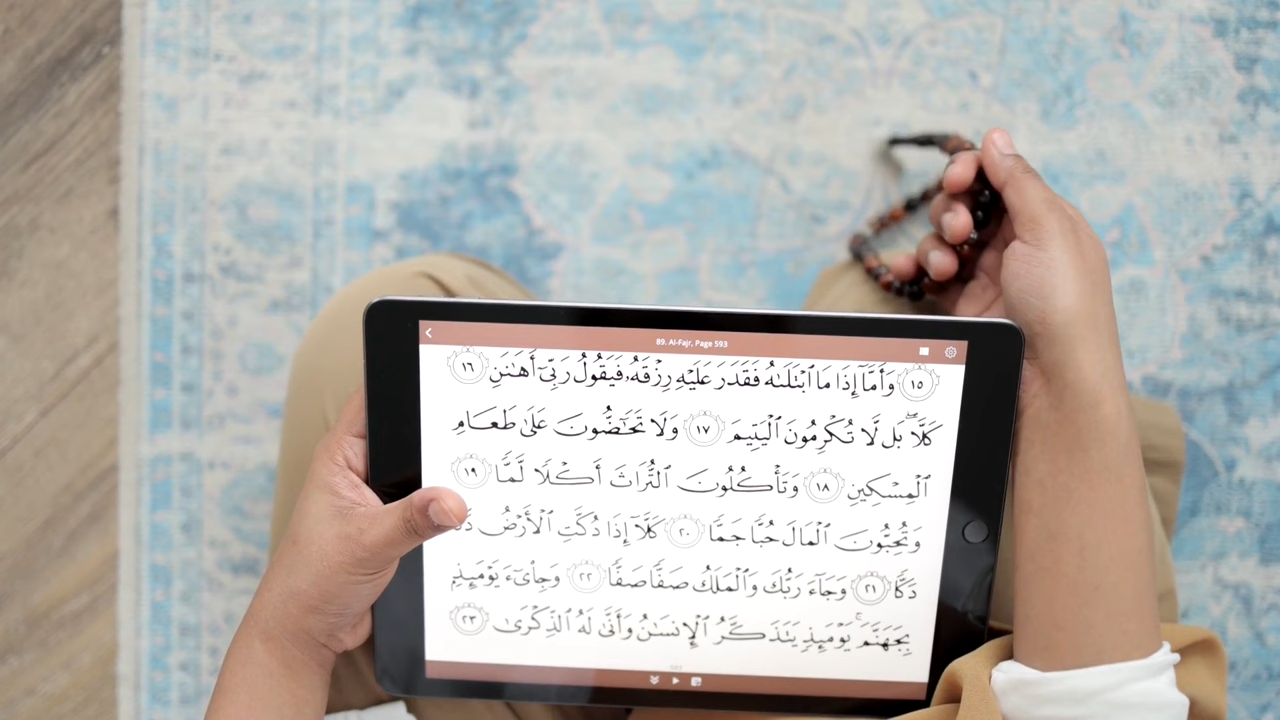 89. Al-Fajr, Page 593
١٥ وَأَمَّآ إِذَا مَا ٱبۡتَلَىٰهُ فَقَدَرَ عَلَيۡهِ رِزۡقَهُۥ فَيَقُولُ رَبِّيٓ أَهَٰنَنِ ١٦
كَلَّاۖ بَل لَّا تُكۡرِمُونَ ٱلۡيَتِيمَ ١٧ وَلَا تَحَٰٓضُّونَ عَلَىٰ طَعَامِ
ٱلۡمِسۡكِينِ ١٨ وَتَأۡكُلُونَ ٱلتُّرَاثَ أَكۡلٗا لَّمّٗا ١٩
وَتُحِبُّونَ ٱلۡمَالَ حُبّٗا جَمّٗا ٢٠ كَلَّآ إِذَا دُكَّتِ ٱلۡأَرۡضُ
دَكّٗا ٢١ وَجَآءَ رَبُّكَ وَٱلۡمَلَكُ صَفّٗا صَفّٗا ٢٢ وَجِاْيٓءَ يَوۡمَئِذِۭ
بِجَهَنَّمَۚ يَوۡمَئِذٖ يَتَذَكَّرُ ٱلۡإِنسَٰنُ وَأَنَّىٰ لَهُ ٱلذِّكۡرَىٰ ٢٣